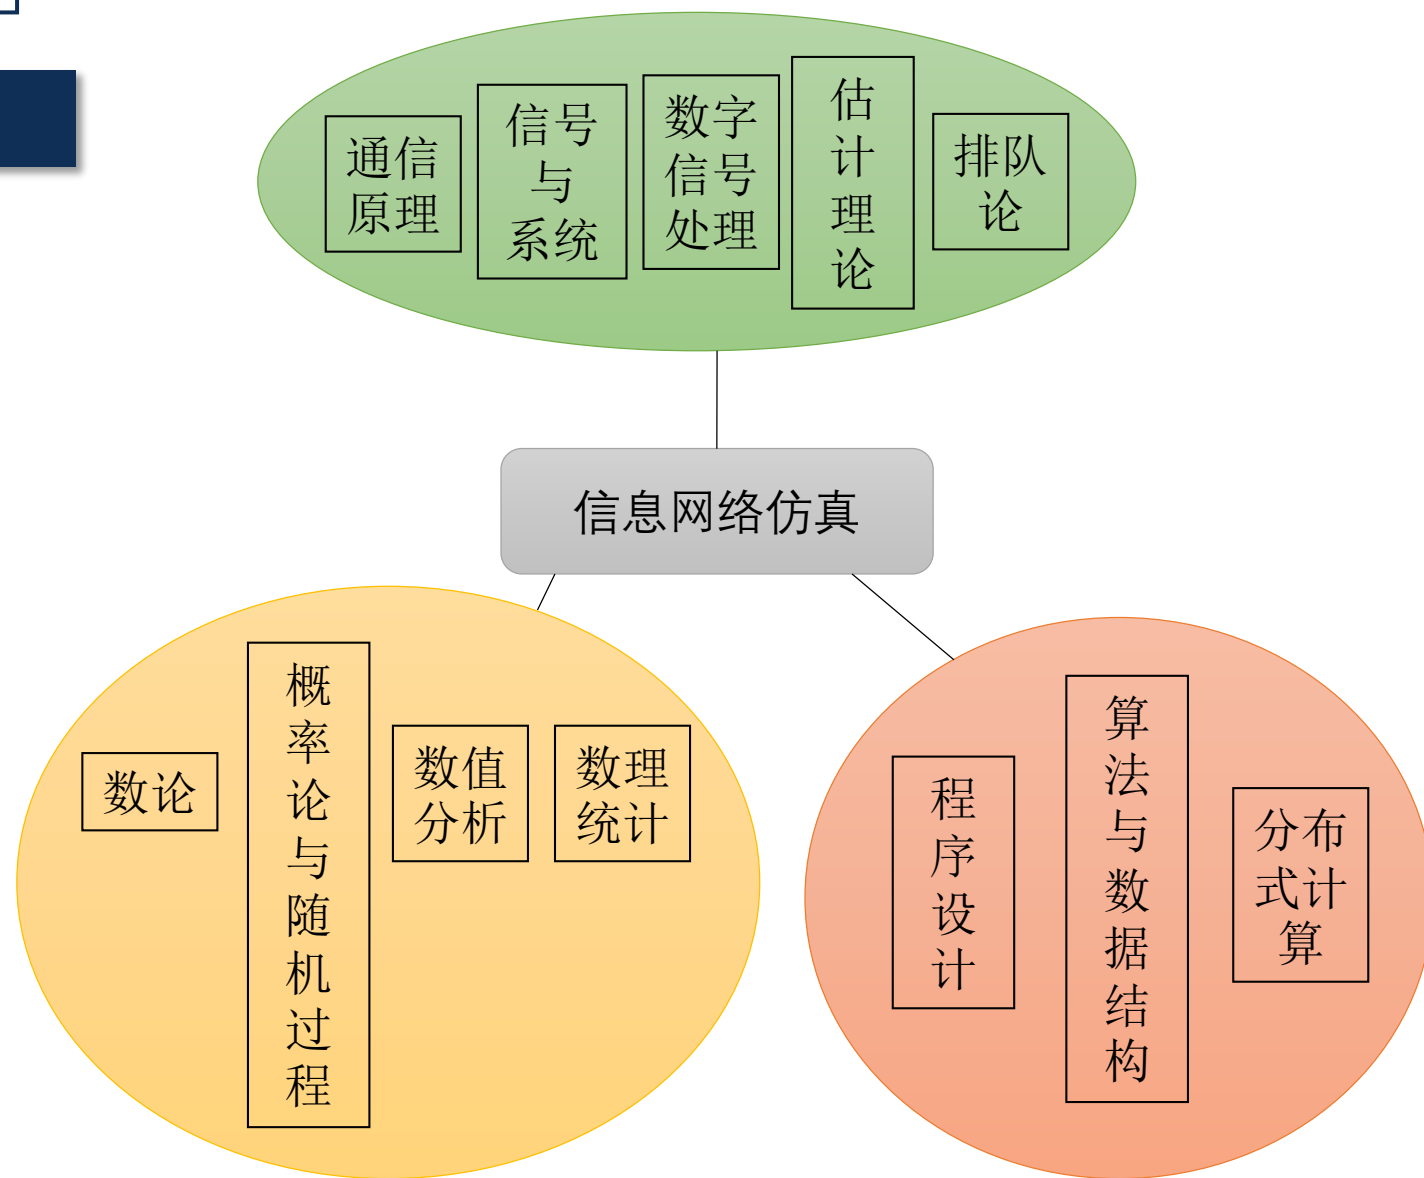 通信
原理
信号
与
系统
数字
信号
处理
估
计
理
论
排队
论
信息网络仿真
数论
概
率
论
与
随
机
过
程
数值
分析
数理
统计
程
序
设
计
算
法
与
数
据
结
构
分布
式计
算